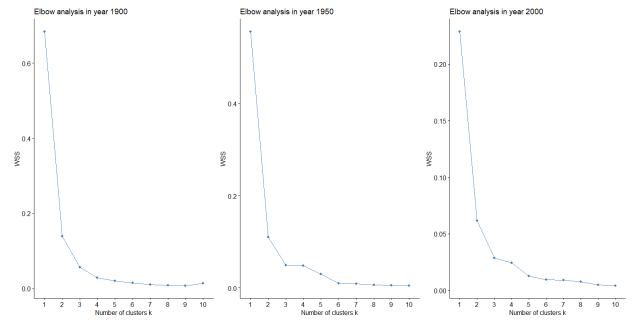 Elbow analysis in year 1900
WSS
0.6
0.4
0.2
0.0
1 2 3 4 5 6 7 8 9 10
Number of clusters k
Elbow analysis in year 1950
WSS
0.4
0.2
0.0
1 2 3 4 5 6 7 8 9 10
Number of clusters k
Elbow analysis in year 2000
WSS
0.20
0.15
0.10
0.05
0.00
1 2 3 4 5 6 7 8 9 10
Number of clusters k